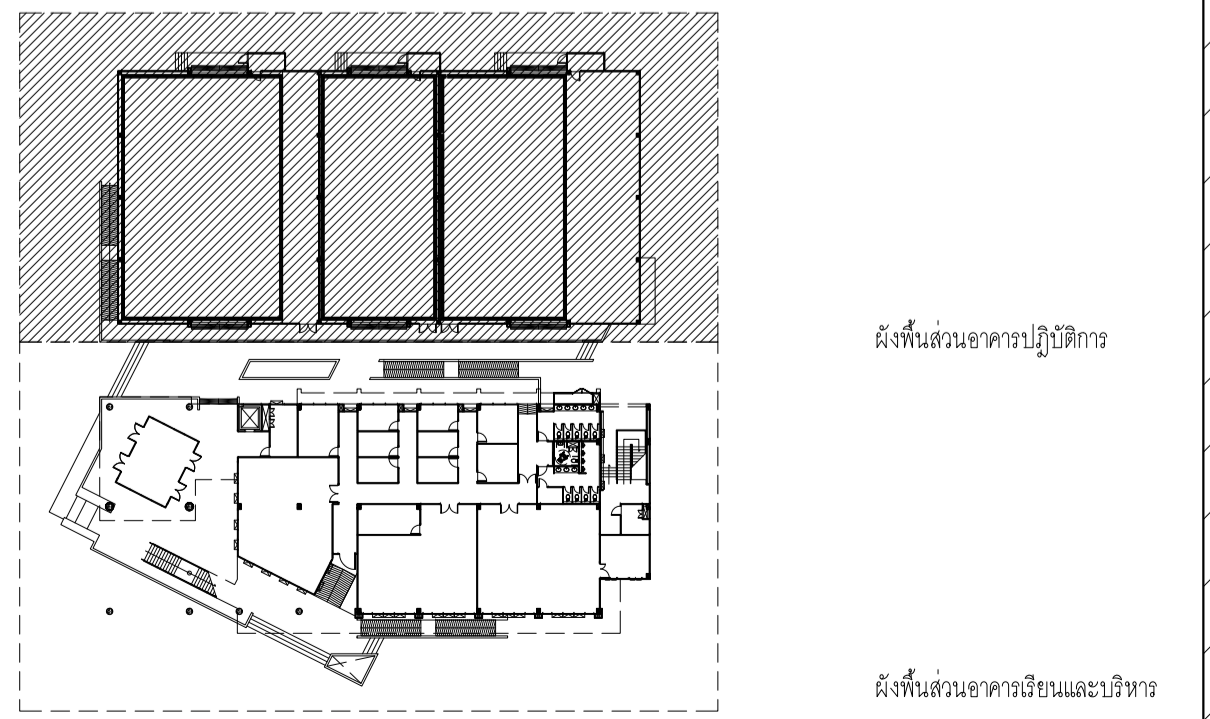 ผังพื้นส่วนอาคารปฎิบัติการ
ผังพื้นส่วนอาคารเรียนและบริหาร